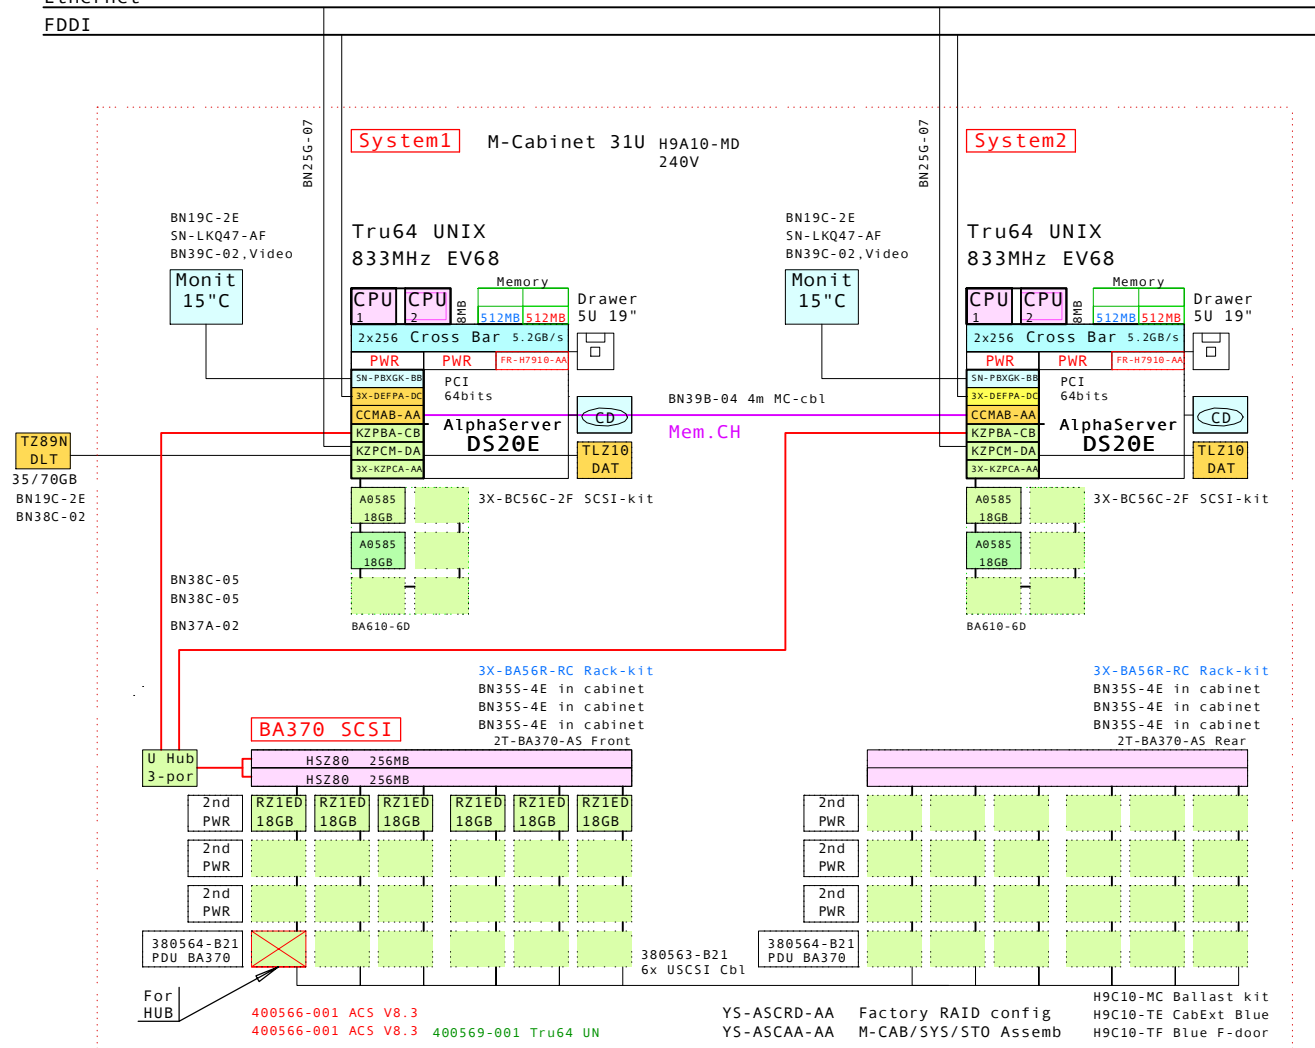 Ethernet
FDDI
System1
M-Cabinet 31U
H9A10-MD
240V
System2
BN25G-07
BN25G-07
BN19C-2E
SN-LKQ47-AF
BN39C-02,Video
Monit
15"C
Tru64 UNIX
833MHz EV68
Memory
CPU
1
CPU
2
8MB
512MB
512MB
Drawer
5U 19"
2x256 Cross Bar 5.2GB/s
PWR
PWR
FR-H7910-AA
SN-PBXGK-BB
3X-DEFPA-DC
CCMAB-AA
KZPBA-CB
KZPCM-DA
3X-KZPCA-AA
PCI
64bits
AlphaServer
DS20E
CD
TLZ10
DAT
BN39B-04 4m MC-cbl
Mem.CH
BN19C-2E
SN-LKQ47-AF
BN39C-02,Video
Monit
15"C
Tru64 UNIX
833MHz EV68
Memory
CPU
1
CPU
2
8MB
512MB
512MB
Drawer
5U 19"
2x256 Cross Bar 5.2GB/s
PWR
PWR
FR-H7910-AA
SN-PBXGK-BB
3X-DEFPA-DC
CCMAB-AA
KZPBA-CB
KZPCM-DA
3X-KZPCA-AA
PCI
64bits
AlphaServer
DS20E
CD
TLZ10
DAT
TZ89N
DLT
35/70GB
BN19C-2E
BN38C-02
A0585
18GB
A0585
18GB
3X-BC56C-2F SCSI-kit
BA610-6D
A0585
18GB
A0585
18GB
3X-BC56C-2F SCSI-kit
BA610-6D
BN38C-05
BN38C-05
BN37A-02
3X-BA56R-RC Rack-kit
BN35S-4E in cabinet
BN35S-4E in cabinet
BN35S-4E in cabinet
2T-BA370-AS Front
3X-BA56R-RC Rack-kit
BN35S-4E in cabinet
BN35S-4E in cabinet
BN35S-4E in cabinet
2T-BA370-AS Rear
BA370 SCSI
U Hub
3-por
HSZ80 256MB
HSZ80 256MB
2nd
PWR
RZ1ED
18GB
RZ1ED
18GB
RZ1ED
18GB
RZ1ED
18GB
RZ1ED
18GB
RZ1ED
18GB
2nd
PWR
2nd
PWR
380564-B21
PDU BA370
380563-B21
6x USCSI Cbl
2nd
PWR
2nd
PWR
2nd
PWR
380564-B21
PDU BA370
For
HUB
400566-001 ACS V8.3
400566-001 ACS V8.3
400569-001 Tru64 UN
YS-ASCRD-AA Factory RAID config
YS-ASCAA-AA M-CAB/SYS/STO Assemb
H9C10-MC Ballast kit
H9C10-TE CabExt Blue
H9C10-TF Blue F-door